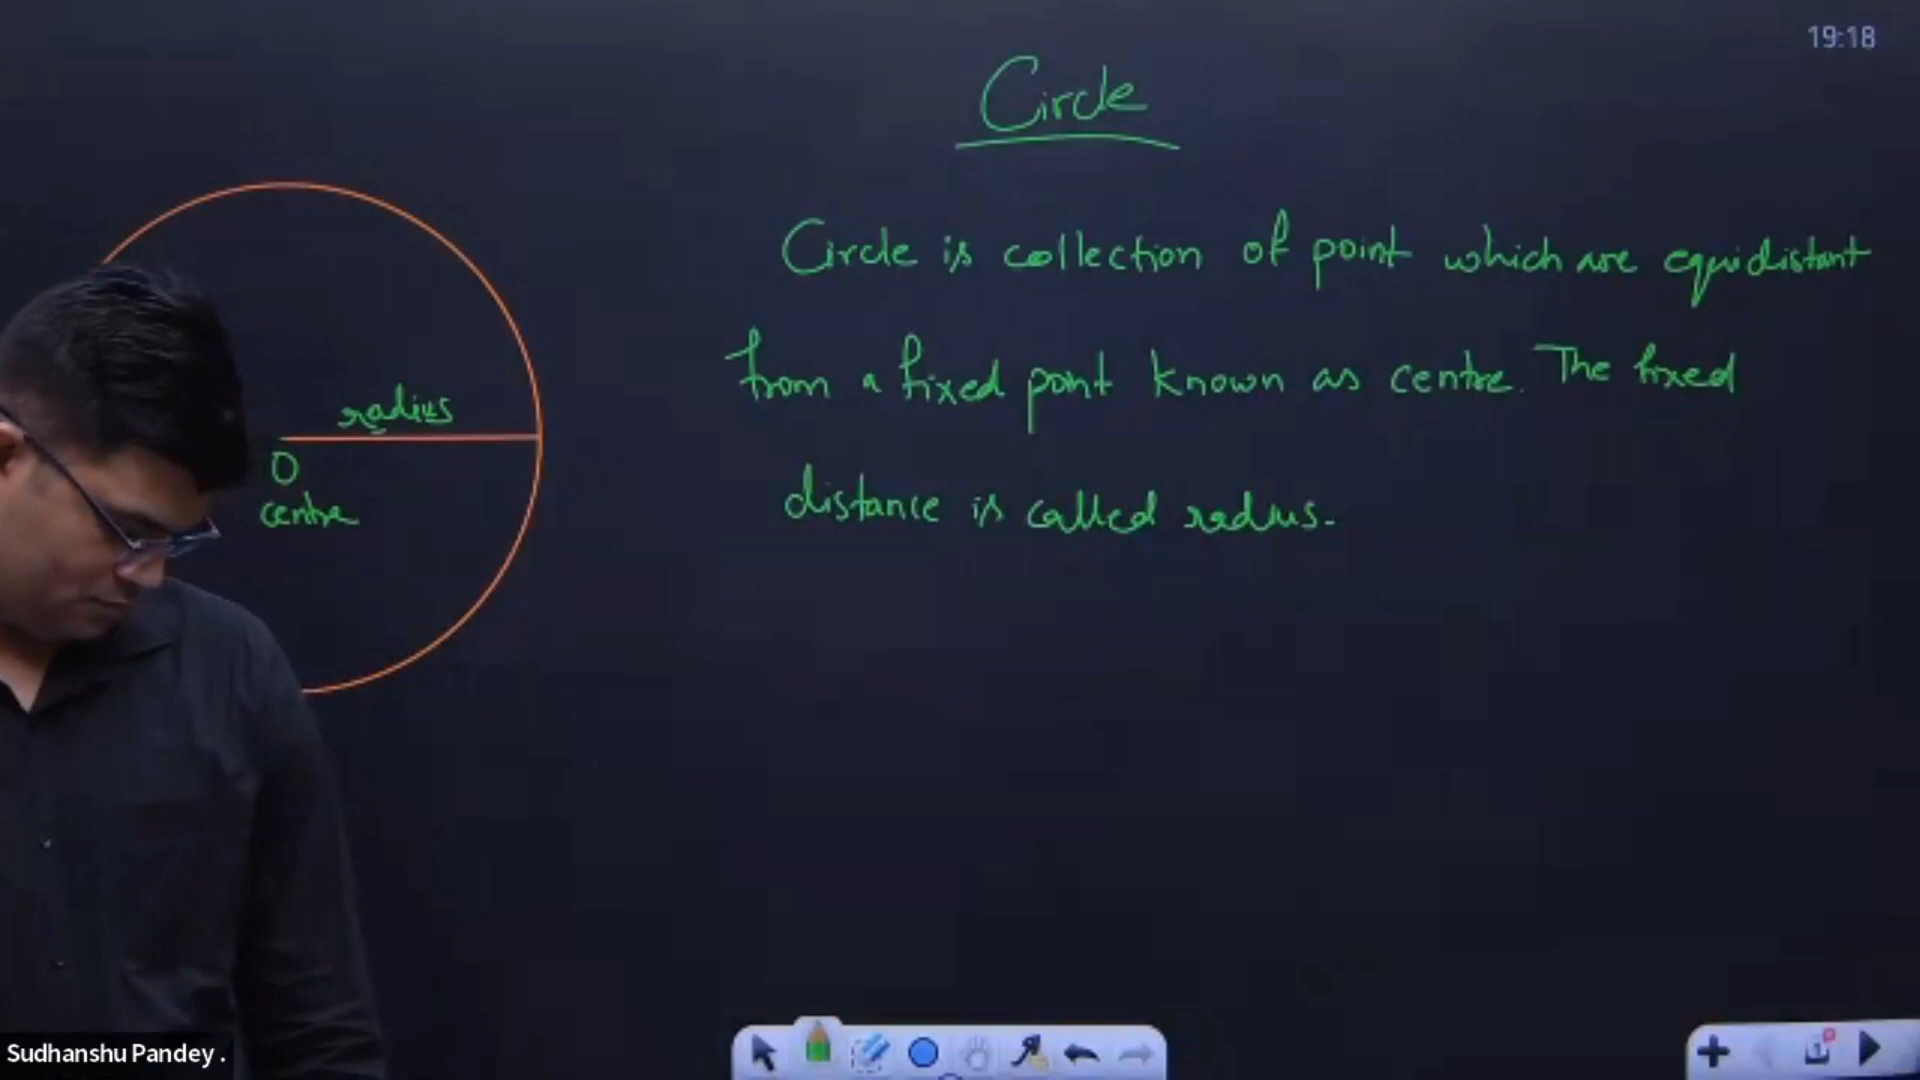 19:18
Circle
Circle is collection of point which are equidistant
from a fixed point known as centre. The fixed
distance is called radius.
radius
O
centre
Sudhanshu Pandey .